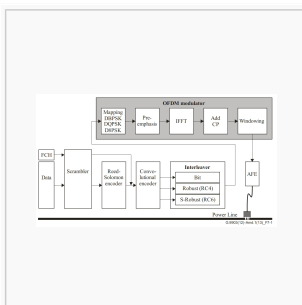 OFDM modulator
Mapping
DBPSK
DQPSK
D8PSK
Pre-
emphasis
IFFT
Add
CP
Windowing
FCH
Data
Scrambler
Reed-
Solomon
encoder
Convo-
lutional
encoder
Interleaver
Bit
Robust (RC4)
S-Robust (RC6)
AFE
Power Line